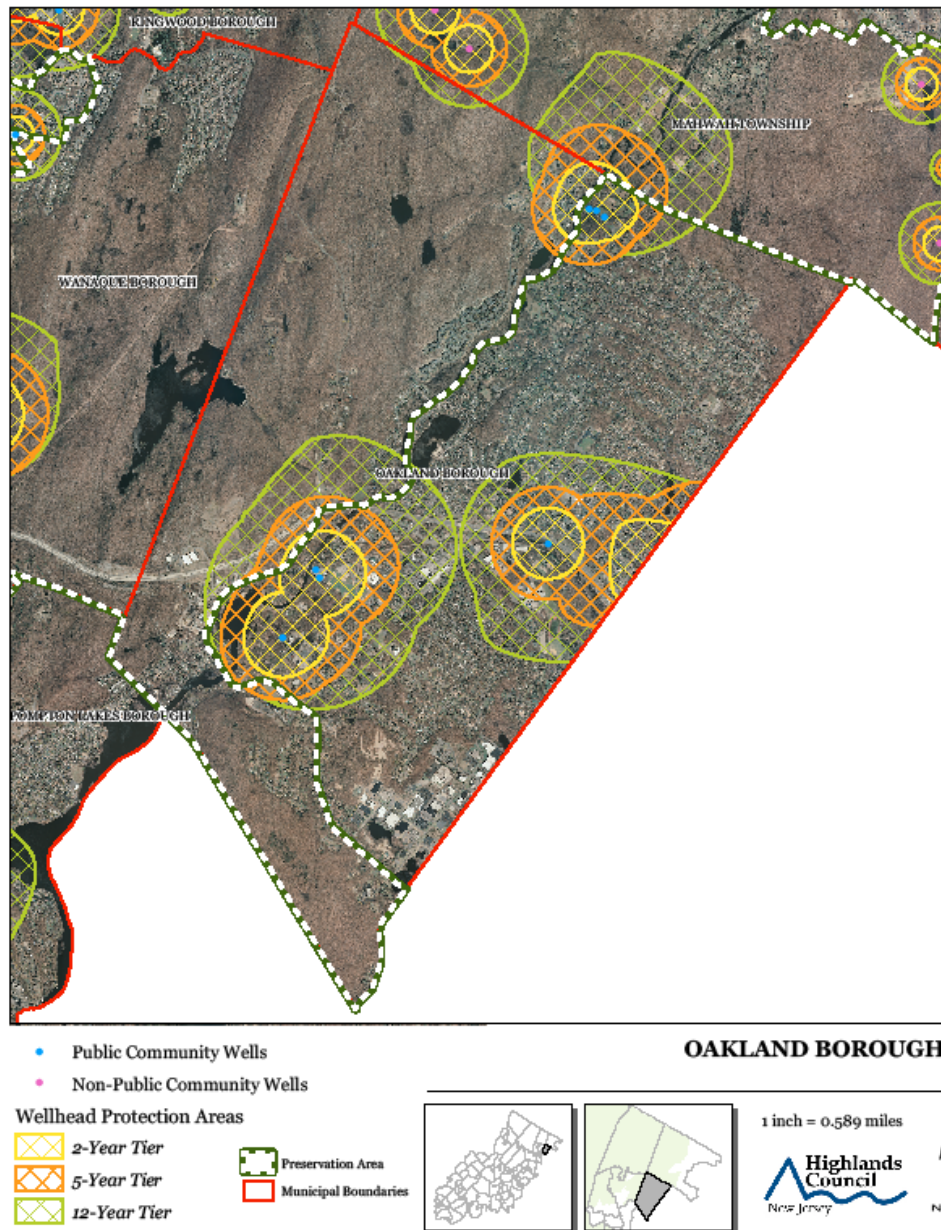 RINGWOOD BOROUGH
MAHWAH TOWNSHIP
WANAQUE BOROUGH
OAKLAND BOROUGH
POMPTON LAKES BOROUGH
Public Community Wells
Non-Public Community Wells
Wellhead Protection Areas
2-Year Tier
5-Year Tier
12-Year Tier
Preservation Area
Municipal Boundaries
OAKLAND BOROUGH
1 inch = 0.589 miles
Highlands
Council
New Jersey